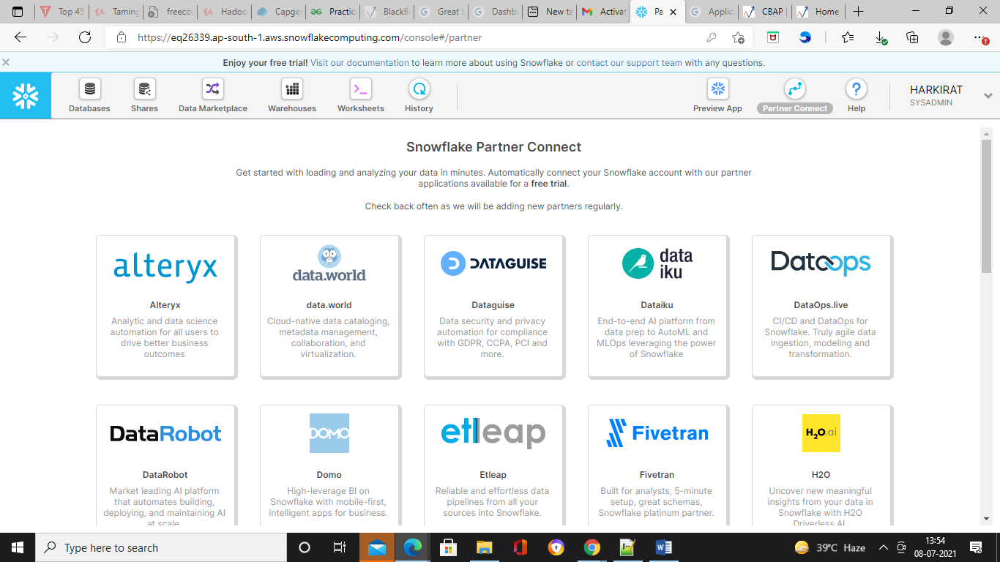 Top 45
Taming
freecou
Hadoo
Capge
Practic
BlackB
Great L
Dashbo
New ta
Activat
Pa
Applic
CBAP
Home
https://eq26339.ap-south-1.aws.snowflakecomputing.com/console#/partner
Enjoy your free trial! Visit our documentation to learn more about using Snowflake or contact our support team with any questions.
Databases
Shares
Data Marketplace
Warehouses
Worksheets
History
Preview App
Partner Connect
Help
HARKIRAT
SYSADMIN
Snowflake Partner Connect
Get started with loading and analyzing your data in minutes. Automatically connect your Snowflake account with our partner
applications available for a free trial.
Check back often as we will be adding new partners regularly.
alteryx
Alteryx
Analytic and data science
automation for all users to
drive better business
outcomes
data.world
data.world
Cloud-native data cataloging,
metadata management,
collaboration, and
virtualization.
DATAGUISE
Dataguise
Data security and privacy
automation for compliance
with GDPR, CCPA, PCI and
more.
data
iku
Dataiku
End-to-end AI platform from
data prep to AutoML and
MLOps leveraging the power
of Snowflake
Dataops
DataOps.live
CI/CD and DataOps for
Snowflake. Truly agile data
ingestion, modeling and
transformation.
DataRobot
DataRobot
Market leading AI platform
that automates building,
deploying, and maintaining AI
at scale
DOMO
Domo
High-leverage BI on
Snowflake with mobile-first,
intelligent apps for business.
etleap
Etleap
Reliable and effortless data
pipelines from all your
sources into Snowflake.
Fivetran
Fivetran
Built for analysts, 5-minute
setup, great schemas,
Snowflake platinum partner.
H2O.ai
H2O
Uncover new meaningful
insights from your data in
Snowflake with H2O
Driverless AI
Type here to search
39°C Haze
13:54
08-07-2021